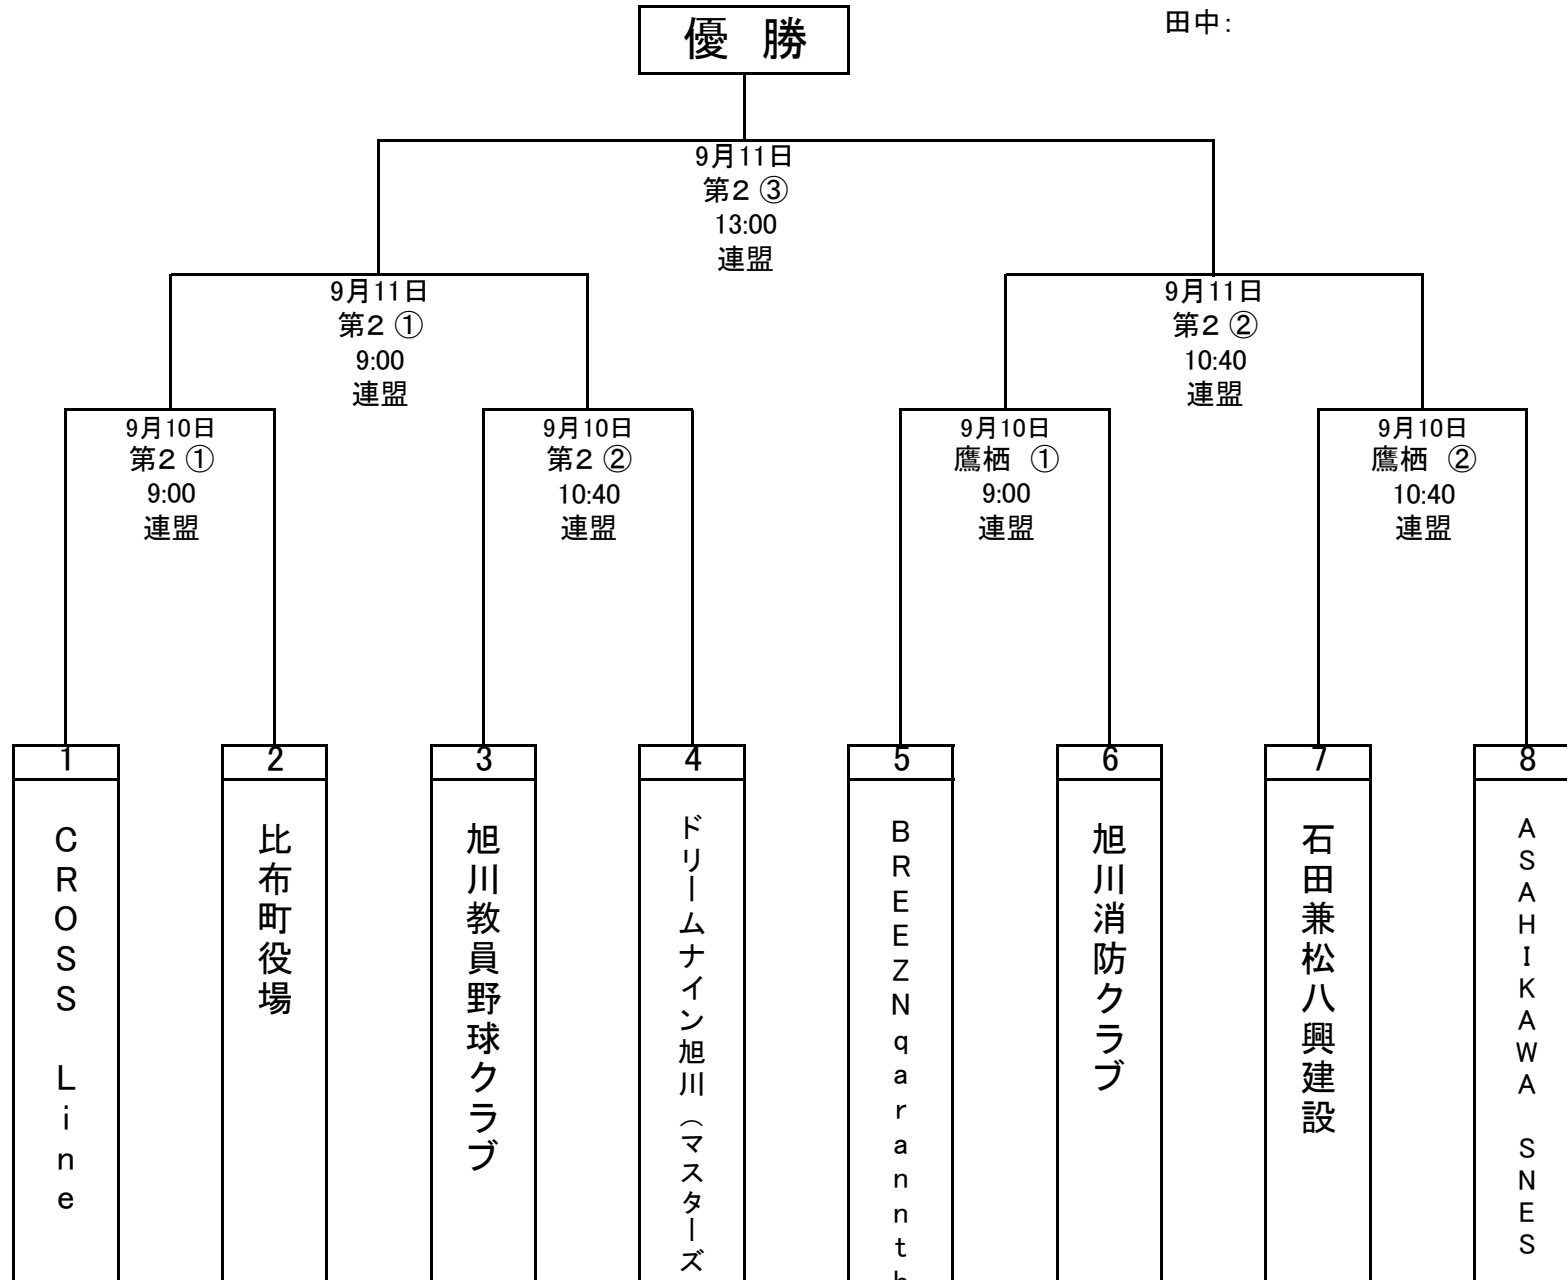 優 勝
田中:
9月11日
第2 ③
13:00
連盟
9月11日
第2 ①
9:00
連盟
9月11日
第2 ②
10:40
連盟
9月10日
第2 ①
9:00
連盟
9月10日
第2 ②
10:40
連盟
9月10日
鷹栖 ①
9:00
連盟
9月10日
鷹栖 ②
10:40
連盟
1
CROSS Line
2
比布町役場
3
旭川教員野球クラブ
4
ドリームナイン旭川(マスターズ
5
BREEZNqarannt
6
旭川消防クラブ
7
石田兼松八興建設
8
ASAHIKAWA SNES